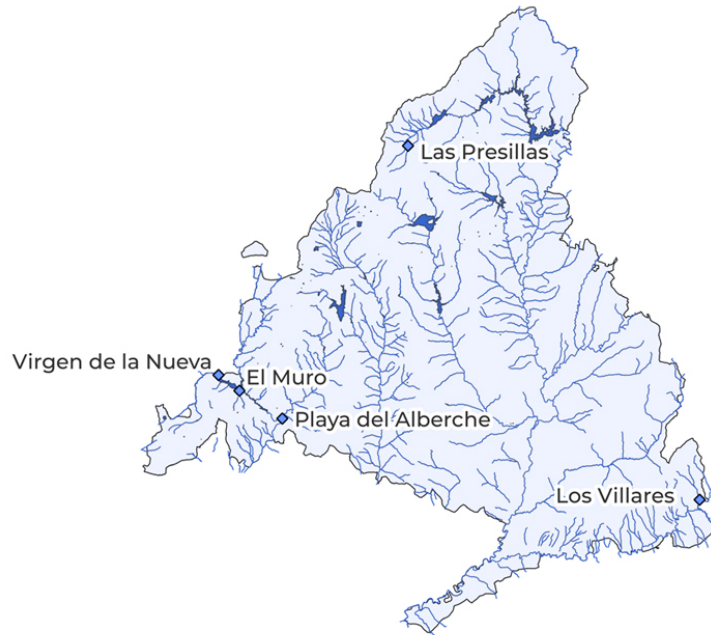 Las Presillas
Virgen de la Nueva
El Muro
Playa del Alberche
Los Villares